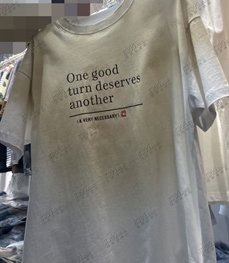 One good
turn deserves
another
(A VERY NECESSARY)